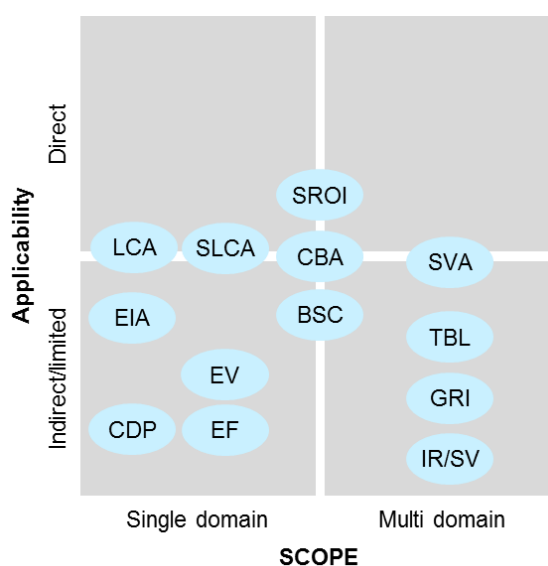 Applicability
Direct
Indirect/limited
SROI
LCA
SLCA
CBA
SVA
EIA
BSC
TBL
EV
GRI
CDP
EF
IR/SV
Single domain
Multi domain
SCOPE